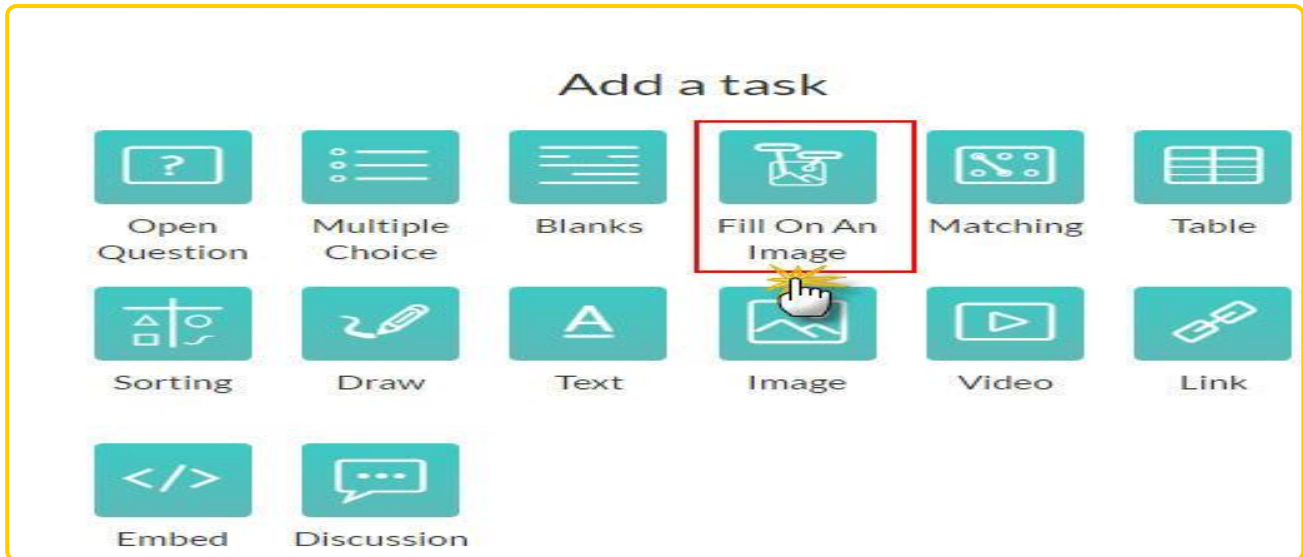 Add a task
Open Question
Multiple Choice
Blanks
Fill On An Image
Matching
Table
Sorting
Draw
Text
Image
Video
Link
Embed
Discussion